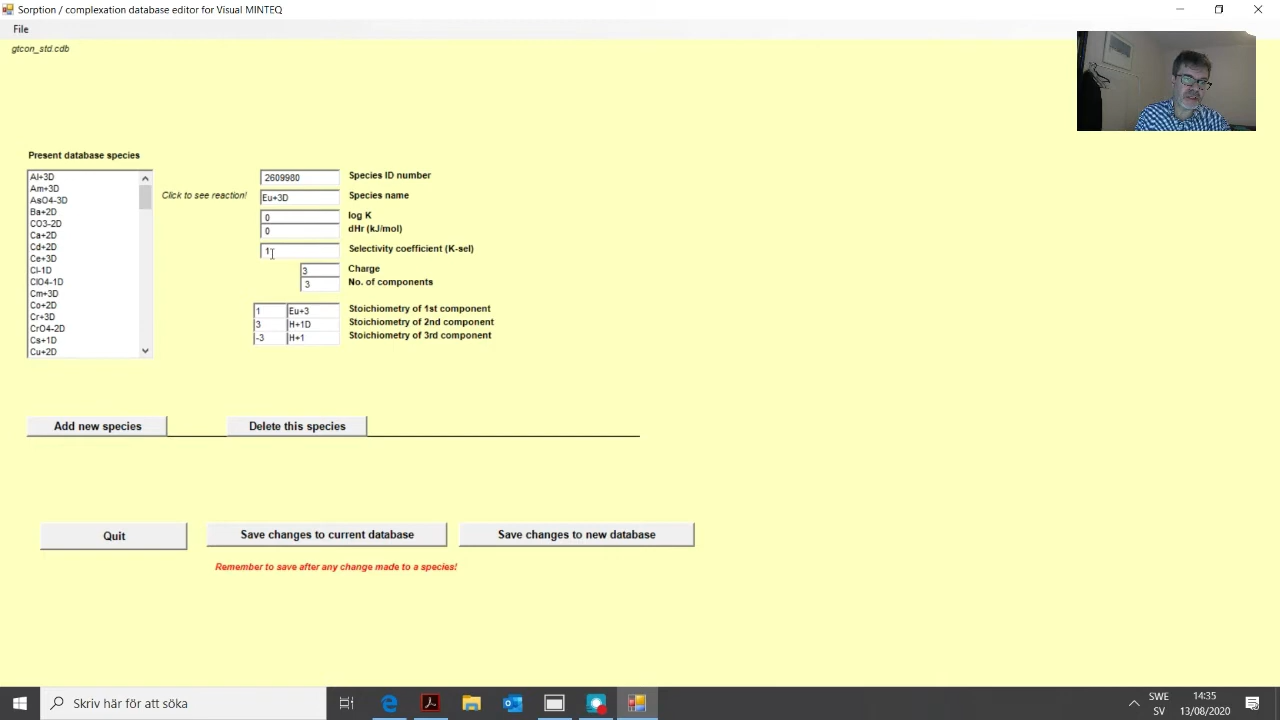 Sorption / complexation database editor for Visual MINTEQ
File
gtcon_std.cdb
Present database species
Al+3D
Am+3D
AsO4-3D
Ba+2D
CO3-2D
Ca+2D
Cd+2D
Ce+3D
Cl-1D
ClO4-1D
Cm+3D
Co+2D
Cr+3D
CrO4-2D
Cs+1D
Cu+2D
Click to see reaction!
2609980 Species ID number
Eu+3D Species name
0 log K
0 dHr (kJ/mol)
1 Selectivity coefficient (K-sel)
3 Charge
3 No. of components
1 Eu+3 Stoichiometry of 1st component
3 H+1D Stoichiometry of 2nd component
-3 H+1 Stoichiometry of 3rd component
Add new species
Delete this species
Quit
Save changes to current database
Save changes to new database
Remember to save after any change made to a species!
Skriv här för att söka
SWE
SV
14:35
13/08/2020